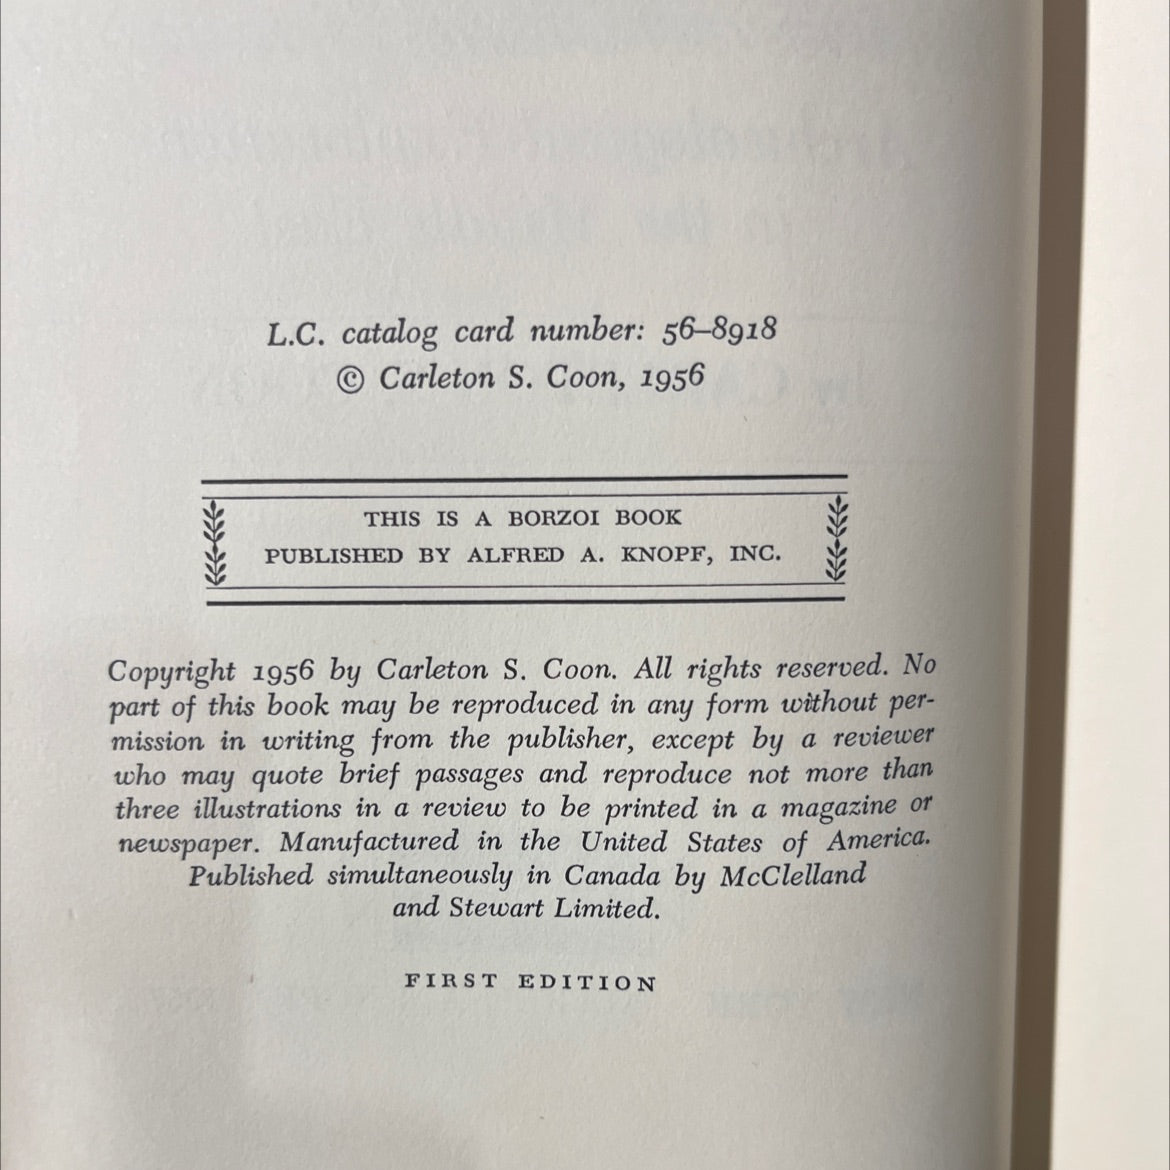 L.C. catalog card number: 56–8918
© Carleton S. Coon, 1956
THIS IS A BORZOI BOOK
PUBLISHED BY ALFRED A. KNOPF, INC.
Copyright 1956 by Carleton S. Coon. All rights reserved. No
part of this book may be reproduced in any form without per-
mission in writing from the publisher, except by a reviewer
who may quote brief passages and reproduce not more than
three illustrations in a review to be printed in a magazine or
newspaper. Manufactured in the United States of America.
Published simultaneously in Canada by McClelland
and Stewart Limited.
FIRST EDITION